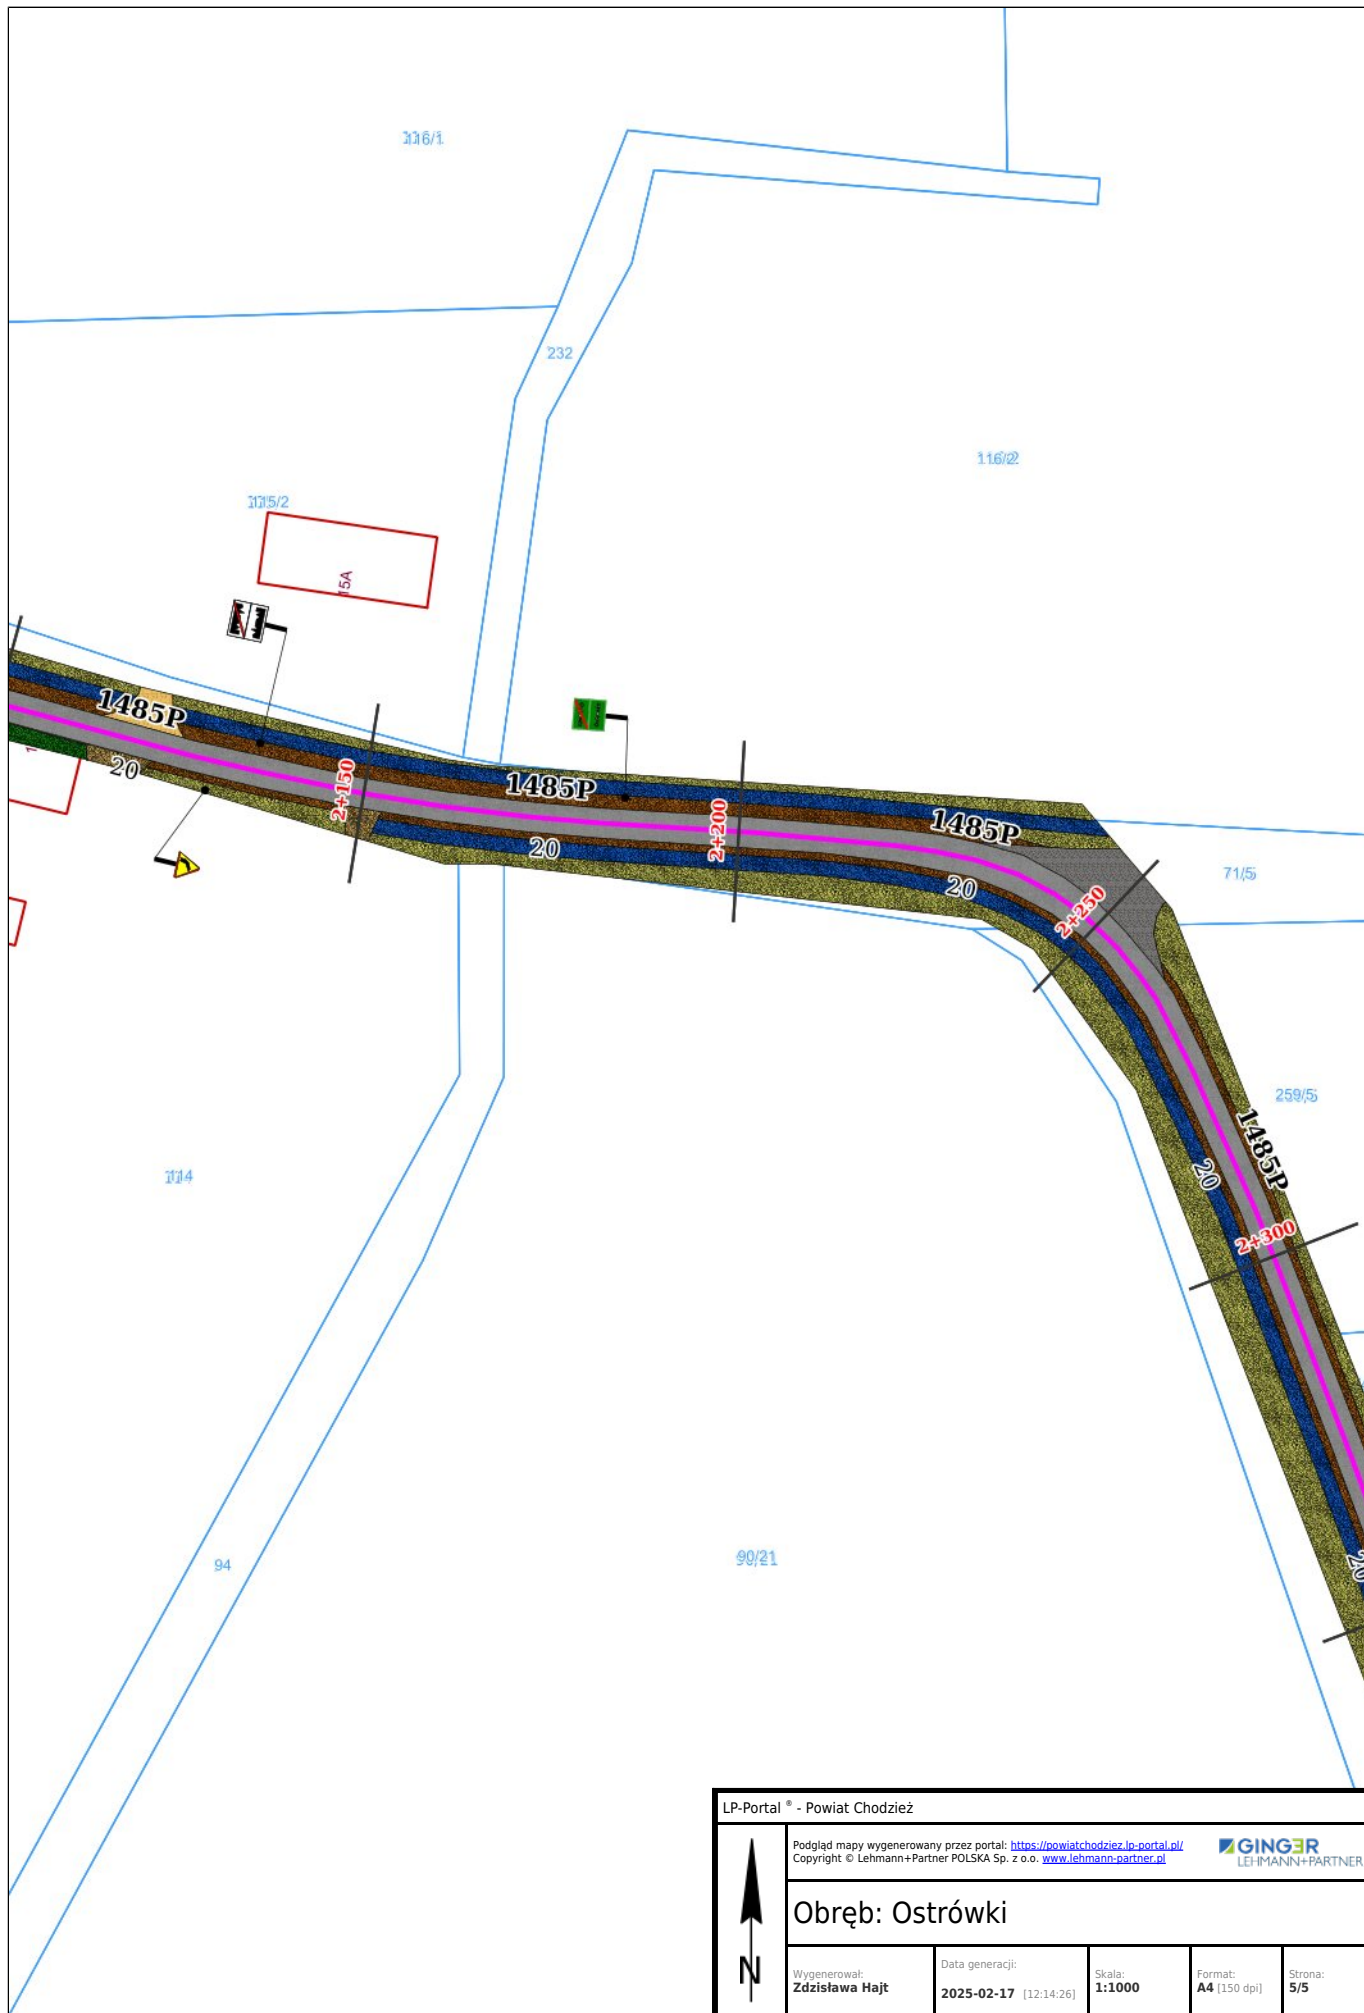 116/1
232
116/2
115/2
15A
1485P
20
2+150
1485P
20
2+200
1485P
20
2+250
71/5
259/5
1485P
20
2+300
114
94
90/21
20
LP-Portal ® - Powiat Chodzież
Podgląd mapy wygenerowany przez portal: https://powiatchodziez.lp-portal.pl/
Copyright © Lehmann+Partner POLSKA Sp. z o.o. www.lehmann-partner.pl
GINGER
LEHMANN+PARTNER
Obręb: Ostrówki
N
Wygenerował:
Zdzisława Hajt
Data generacji:
2025-02-17 [12:14:26]
Skala:
1:1000
Format:
A4 [150 dpi]
Strona:
5/5